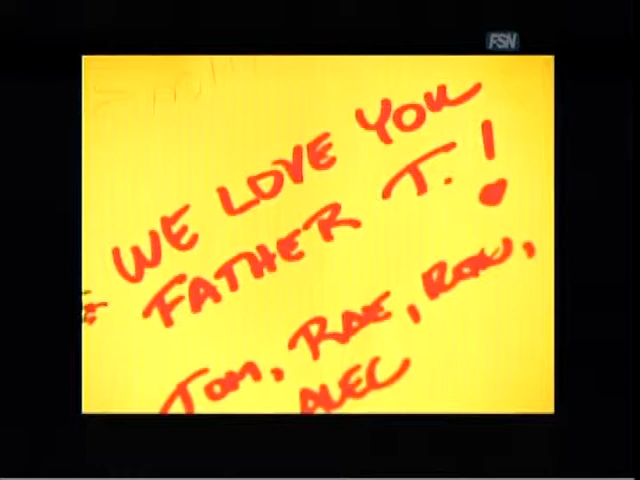 FSN
WE LOVE YOU
FATHER T.!
TOM, RAE, RON,
ALEC